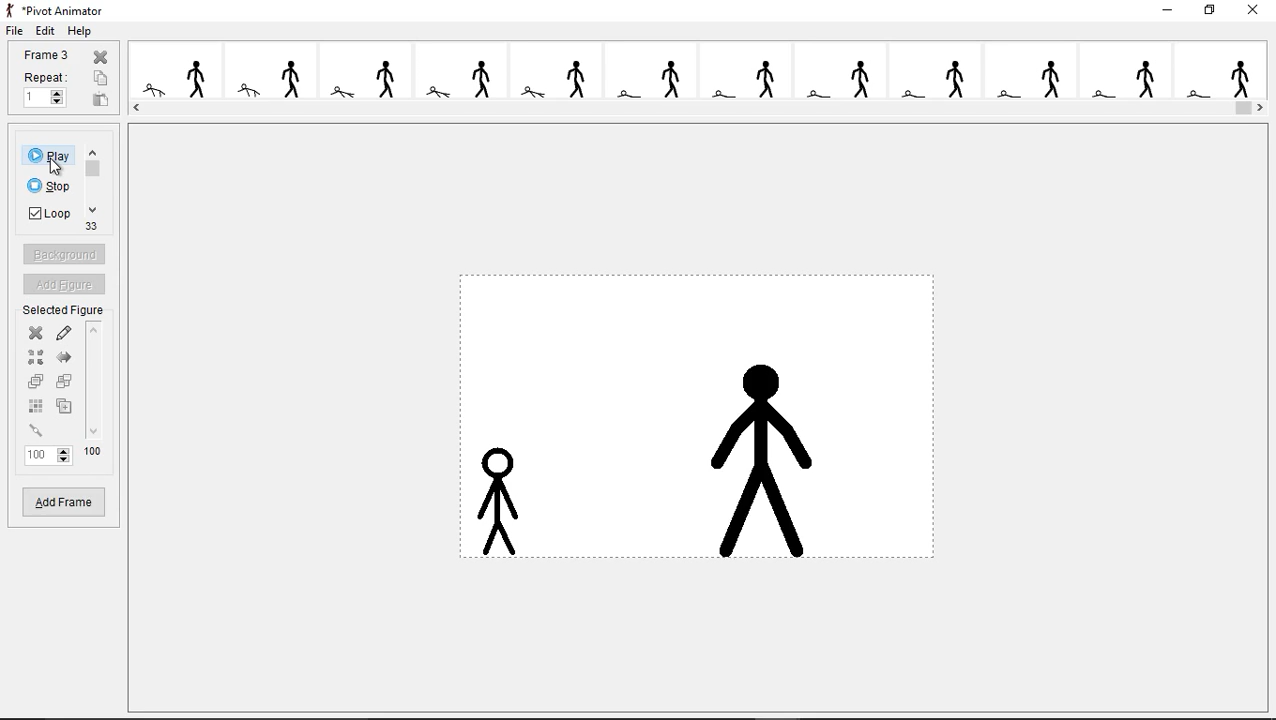 *Pivot Animator
File Edit Help
Frame 3
Repeat:
1
Play
Stop
Loop
33
Background
Add Figure
Selected Figure
100
100
Add Frame